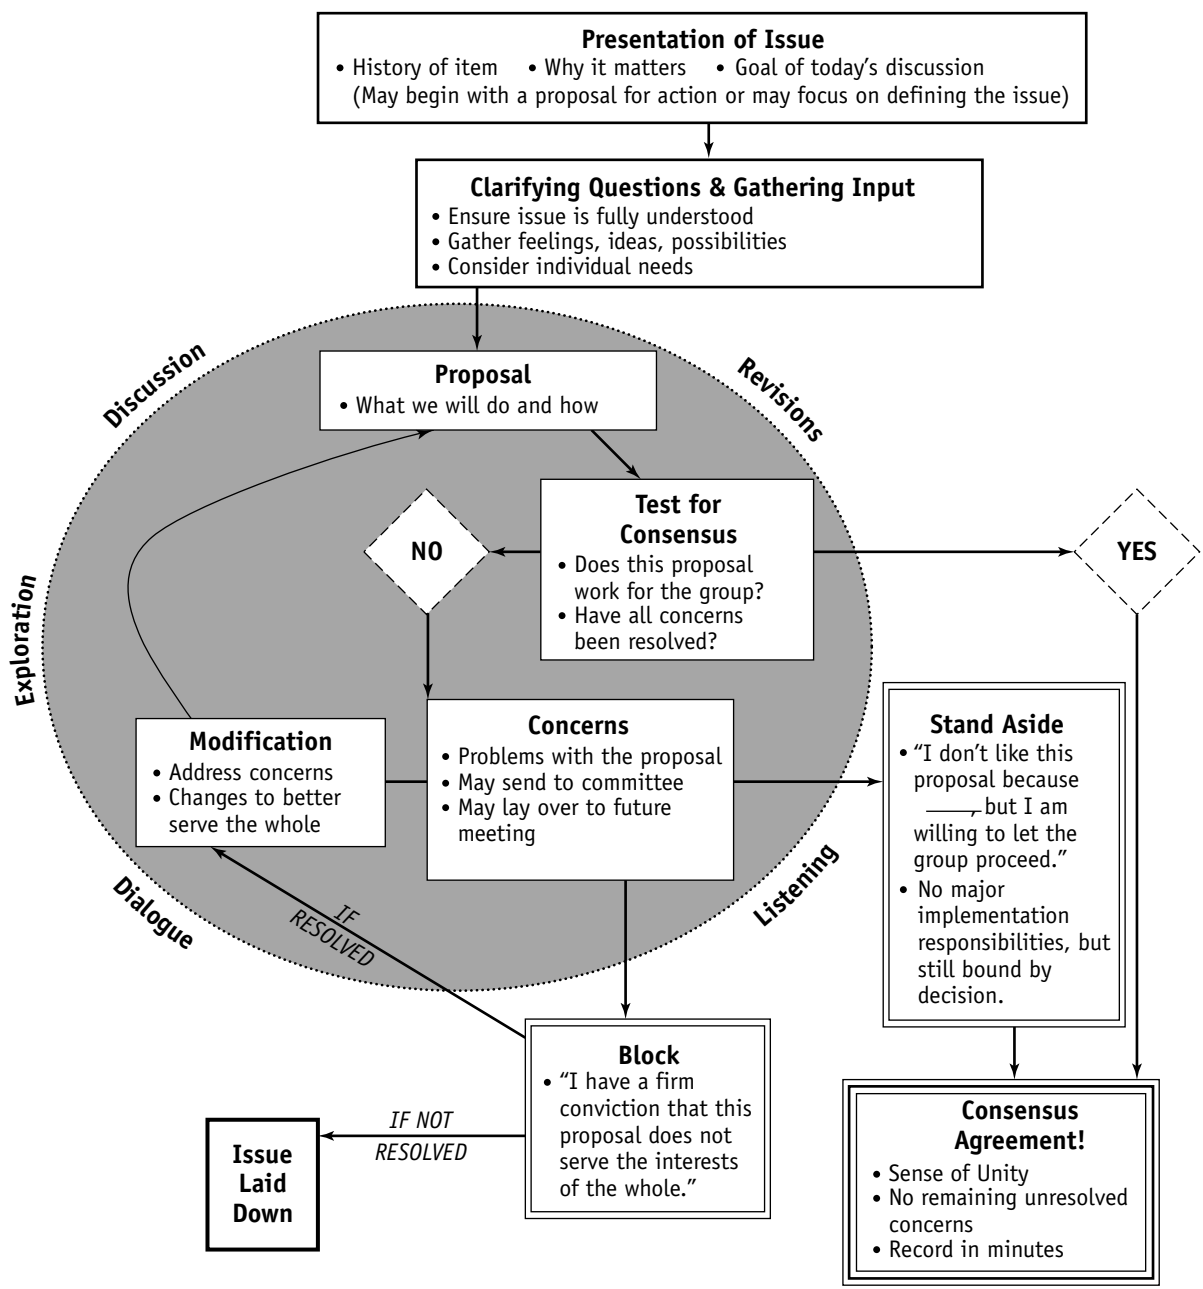 Presentation of Issue
• History of item • Why it matters • Goal of today's discussion
(May begin with a proposal for action or may focus on defining the issue)
Clarifying Questions & Gathering Input
• Ensure issue is fully understood
• Gather feelings, ideas, possibilities
• Consider individual needs
Discussion
Revisions
Proposal
• What we will do and how
Test for
Consensus
• Does this proposal
work for the group?
• Have all concerns
been resolved?
NO
YES
Exploration
Modification
• Address concerns
• Changes to better
serve the whole
Concerns
• Problems with the proposal
• May send to committee
• May lay over to future
meeting
Stand Aside
• “I don't like this
proposal because
____, but I am
willing to let the
group proceed.”
• No major
implementation
responsibilities, but
still bound by
decision.
Dialogue
Listening
IF
RESOLVED
Block
• “I have a firm
conviction that this
proposal does not
serve the interests
of the whole.”
IF NOT
RESOLVED
Issue
Laid
Down
Consensus
Agreement!
• Sense of Unity
• No remaining unresolved
concerns
• Record in minutes